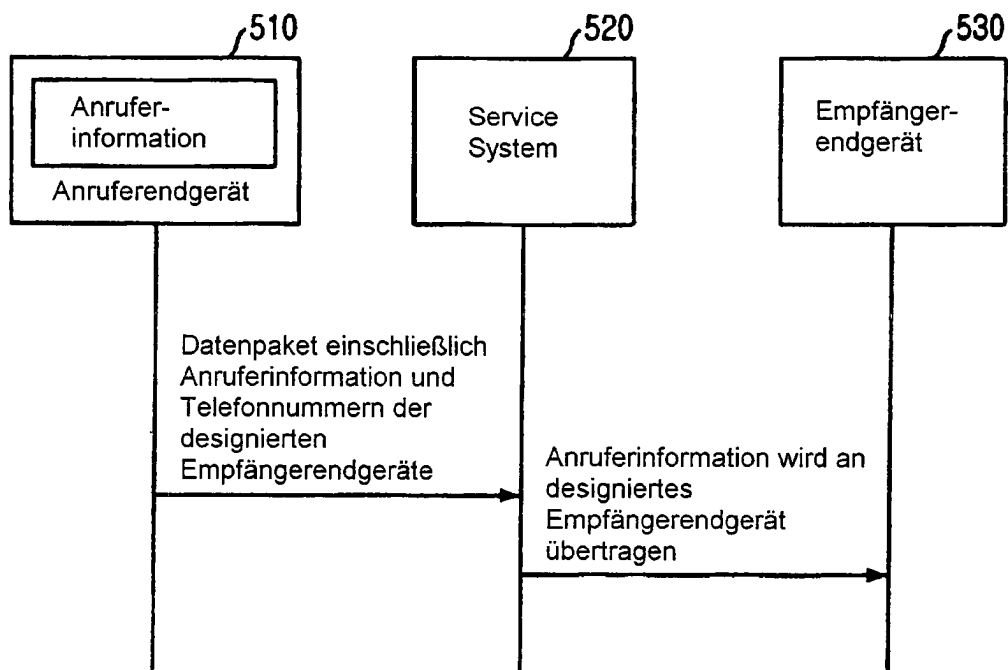 510
520
530
Anrufer-
information
Anruferendgerät
Service
System
Empfänger-
endgerät
Datenpaket einschließlich
Anruferinformation und
Telefonnummern der
designierten
Empfängerendgeräte
Anruferinformation wird an
designiertes
Empfängerendgerät
übertragen